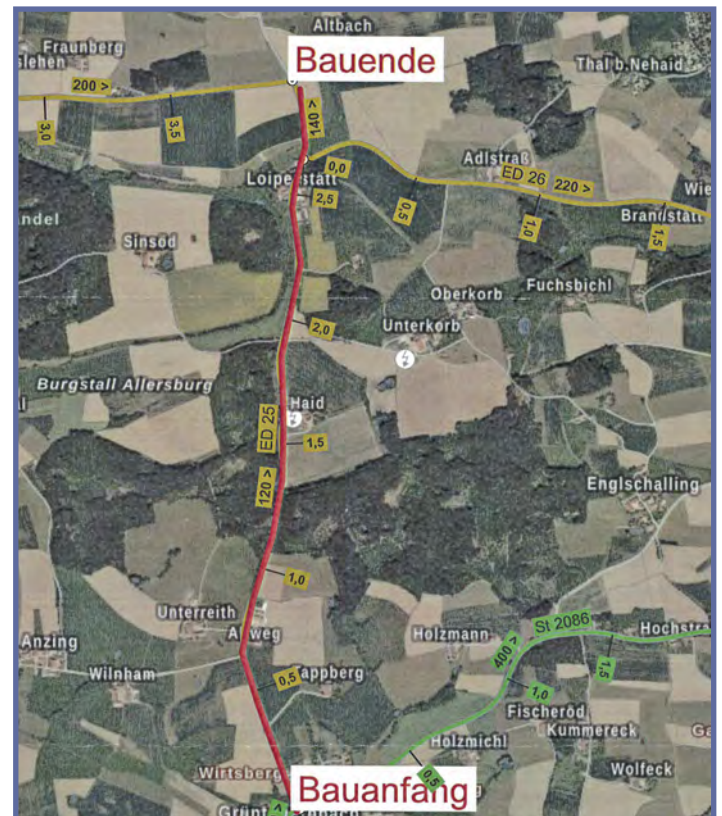 Altbach
Fraunberg
slehen
Bauende
Thal b.Nehaid
200 >
3,0
3,5
140 >
Adlstraß
0,0
ED 26 220 >
0,5
1,0
Brandstätt
1,5
2,5
Sinsöd
Fuchsbichl
Oberkorb
Unterkorb
2,0
Burgstall Allersburg
Haid
ED 25
1,5
120 >
Englschalling
1,0
Unterreith
Anzing
Wilnham
0,5
Holzmann
400 >
St 2086
1,5
1,0
Fischeröd
Kummereck
Holzmichl
0,5
Wolfeck
Wirtsberg
Bauanfang